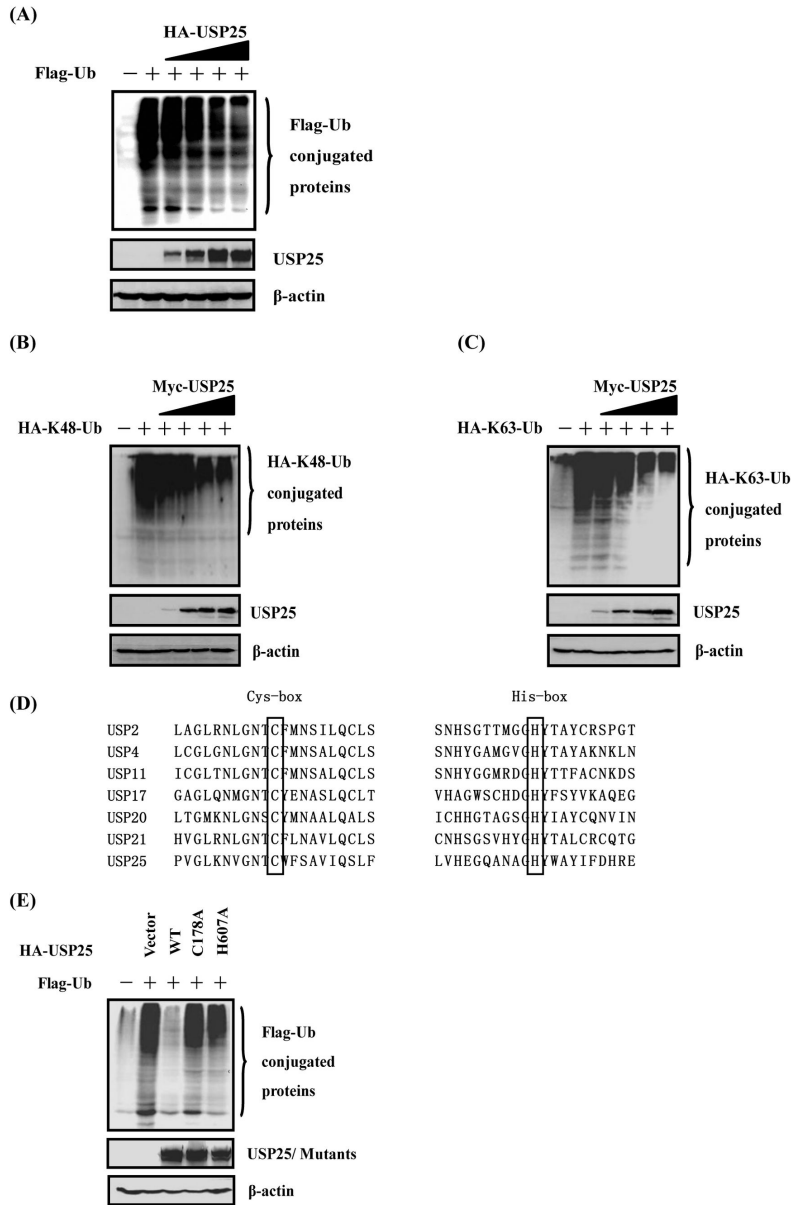 (A)
HA-USP25
Flag-Ub − + + + + +
Flag-Ub
conjugated
proteins
USP25
β-actin
(B)
Myc-USP25
HA-K48-Ub − + + + + +
HA-K48-Ub
conjugated
proteins
USP25
β-actin
(C)
Myc-USP25
HA-K63-Ub − + + + + +
HA-K63-Ub
conjugated
proteins
USP25
β-actin
(D)
Cys-box His-box
USP2 LAGLRNLGNTCFMNSILQCLS SNHSGTTMGGHYTAYCRSPGT
USP4 LCGLGNLGNTCFMNSALQCLS SNHYGAMGVGHYTAYAKNKLN
USP11 ICGLTNLGNTCFMNSALQCLS SNHYGGMRDGHYTTFACNKDS
USP17 GAGLQNMGNTCYENASLQCLT VHAGWSCHDGHYFSYVKAQEG
USP20 LTGMKNLGNSCYMNAALQALS ICHHGTAGSGHYIAYCQNVIN
USP21 HVGLRNLGNTCFLNAVLQCLS CNHSGSVHYGHYTALCRCQTG
USP25 PVGLKNVGNTCWFSAVIQSLF LVHEGQANAGHYWAYIFDHRE
(E)
HA-USP25 Vector WT C178A H607A
Flag-Ub − + + + +
Flag-Ub
conjugated
proteins
USP25/ Mutants
β-actin